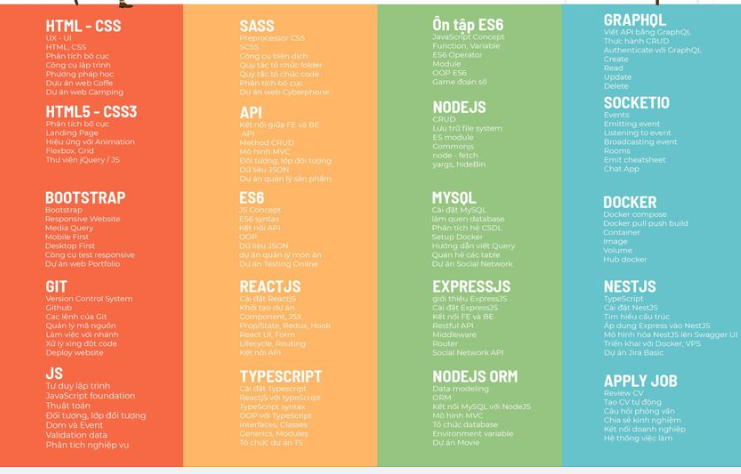 HTML - CSS
UX - UI
HTML, CSS
Phân tích bố cục
Công cụ lập trình
Phương pháp học
Dưu án web Coffe
Dự án web Camping
HTML5 - CSS3
Phân tích bố cục
Landing Page
Hiệu ứng với Animation
Flexbox, Grid
Thư viện jQuery / JS
BOOTSTRAP
Bootstrap
Responsive Website
Media Query
Mobile First
Desktop First
Công cụ test responsive
Dự án web Portfolio
GIT
Version Control System
Github
Các lệnh của Git
Quản lý mã nguồn
Làm việc với nhánh
Xử lý xing đột code
Deploy website
JS
Tư duy lập trình
JavaScript foundation
Thuật toán
Đối tượng, lớp đối tượng
Dom và Event
Validation data
Phân tích nghiệp vụ
SASS
Preprocessor CSS
SCSS
Công cụ biên dịch
Quy tắc tổ chức folder
Quy tắc tổ chức code
Phân tích bố cục
Dự án web Cyberphone
API
Kết nối giữa FE và BE
API
Method CRUD
Mô hình MVC
Đối tượng, lớp đối tượng
Dữ liệu JSON
Dự án quản lý sản phẩm
ES6
JS Concept
ES6 syntax
Kết nối API
OOP
Dữ liệu JSON
dự án quản lý món ăn
Dự án Testing Online
REACTJS
Cài đặt ReactJS
Khởi tạo dự án
Component, JSX
Prop/State, Redux, Hook
React UI, Form
Lifecycle, Routing
Kết nối API
TYPESCRIPT
Cài đặt Typescript
ReactJS với typeScript
TypeScript syntax
OOP với TypeScript
Interfaces, Classes
Generics, Modules
Tổ chức dự án TS
Ôn tập ES6
JavaScript Concept
Function, Variable
ES6 Operator
Module
OOP ES6
Game đoán số
NODEJS
CRUD
Lưu trữ file system
ES module
Commonjs
node - fetch
yargs, hideBin
MYSQL
Cài đặt MySQL
làm quen database
Phân tích hệ CSDL
Setup Docker
Hướng dẫn viết Query
Quan hệ các table
Dự án Social Network
EXPRESSJS
giới thiệu ExpressJS
Cài đặt ExpressJS
Kết nối FE và BE
Restful API
Middleware
Router
Social Network API
NODEJS ORM
Data modeling
ORM
Kết nối MySQL với NodeJS
Mô hình MVC
Tổ chức database
Environment variable
Dự án Movie
GRAPHQL
Viết API bằng GraphQL
Thực hành CRUD
Authenticate với GraphQL
Create
Read
Update
Delete
SOCKETIO
Events
Emitting event
Listening to event
Broadcasting event
Rooms
Emit cheatsheet
Chat App
DOCKER
Docker compose
Docker pull push build
Container
Image
Volume
Hub docker
NESTJS
TypeScript
Cài đặt NestJS
Tìm hiểu cấu trúc
Áp dụng Express vào NestJS
Mô hình hóa NestJS lên Swagger UI
Triển khai với Docker, VPS
Dự án Jira Basic
APPLY JOB
Review CV
Tạo CV tự động
Câu hỏi phỏng vấn
Chia sẻ kinh nghiệm
Kết nối doanh nghiệp
Hệ thống việc làm